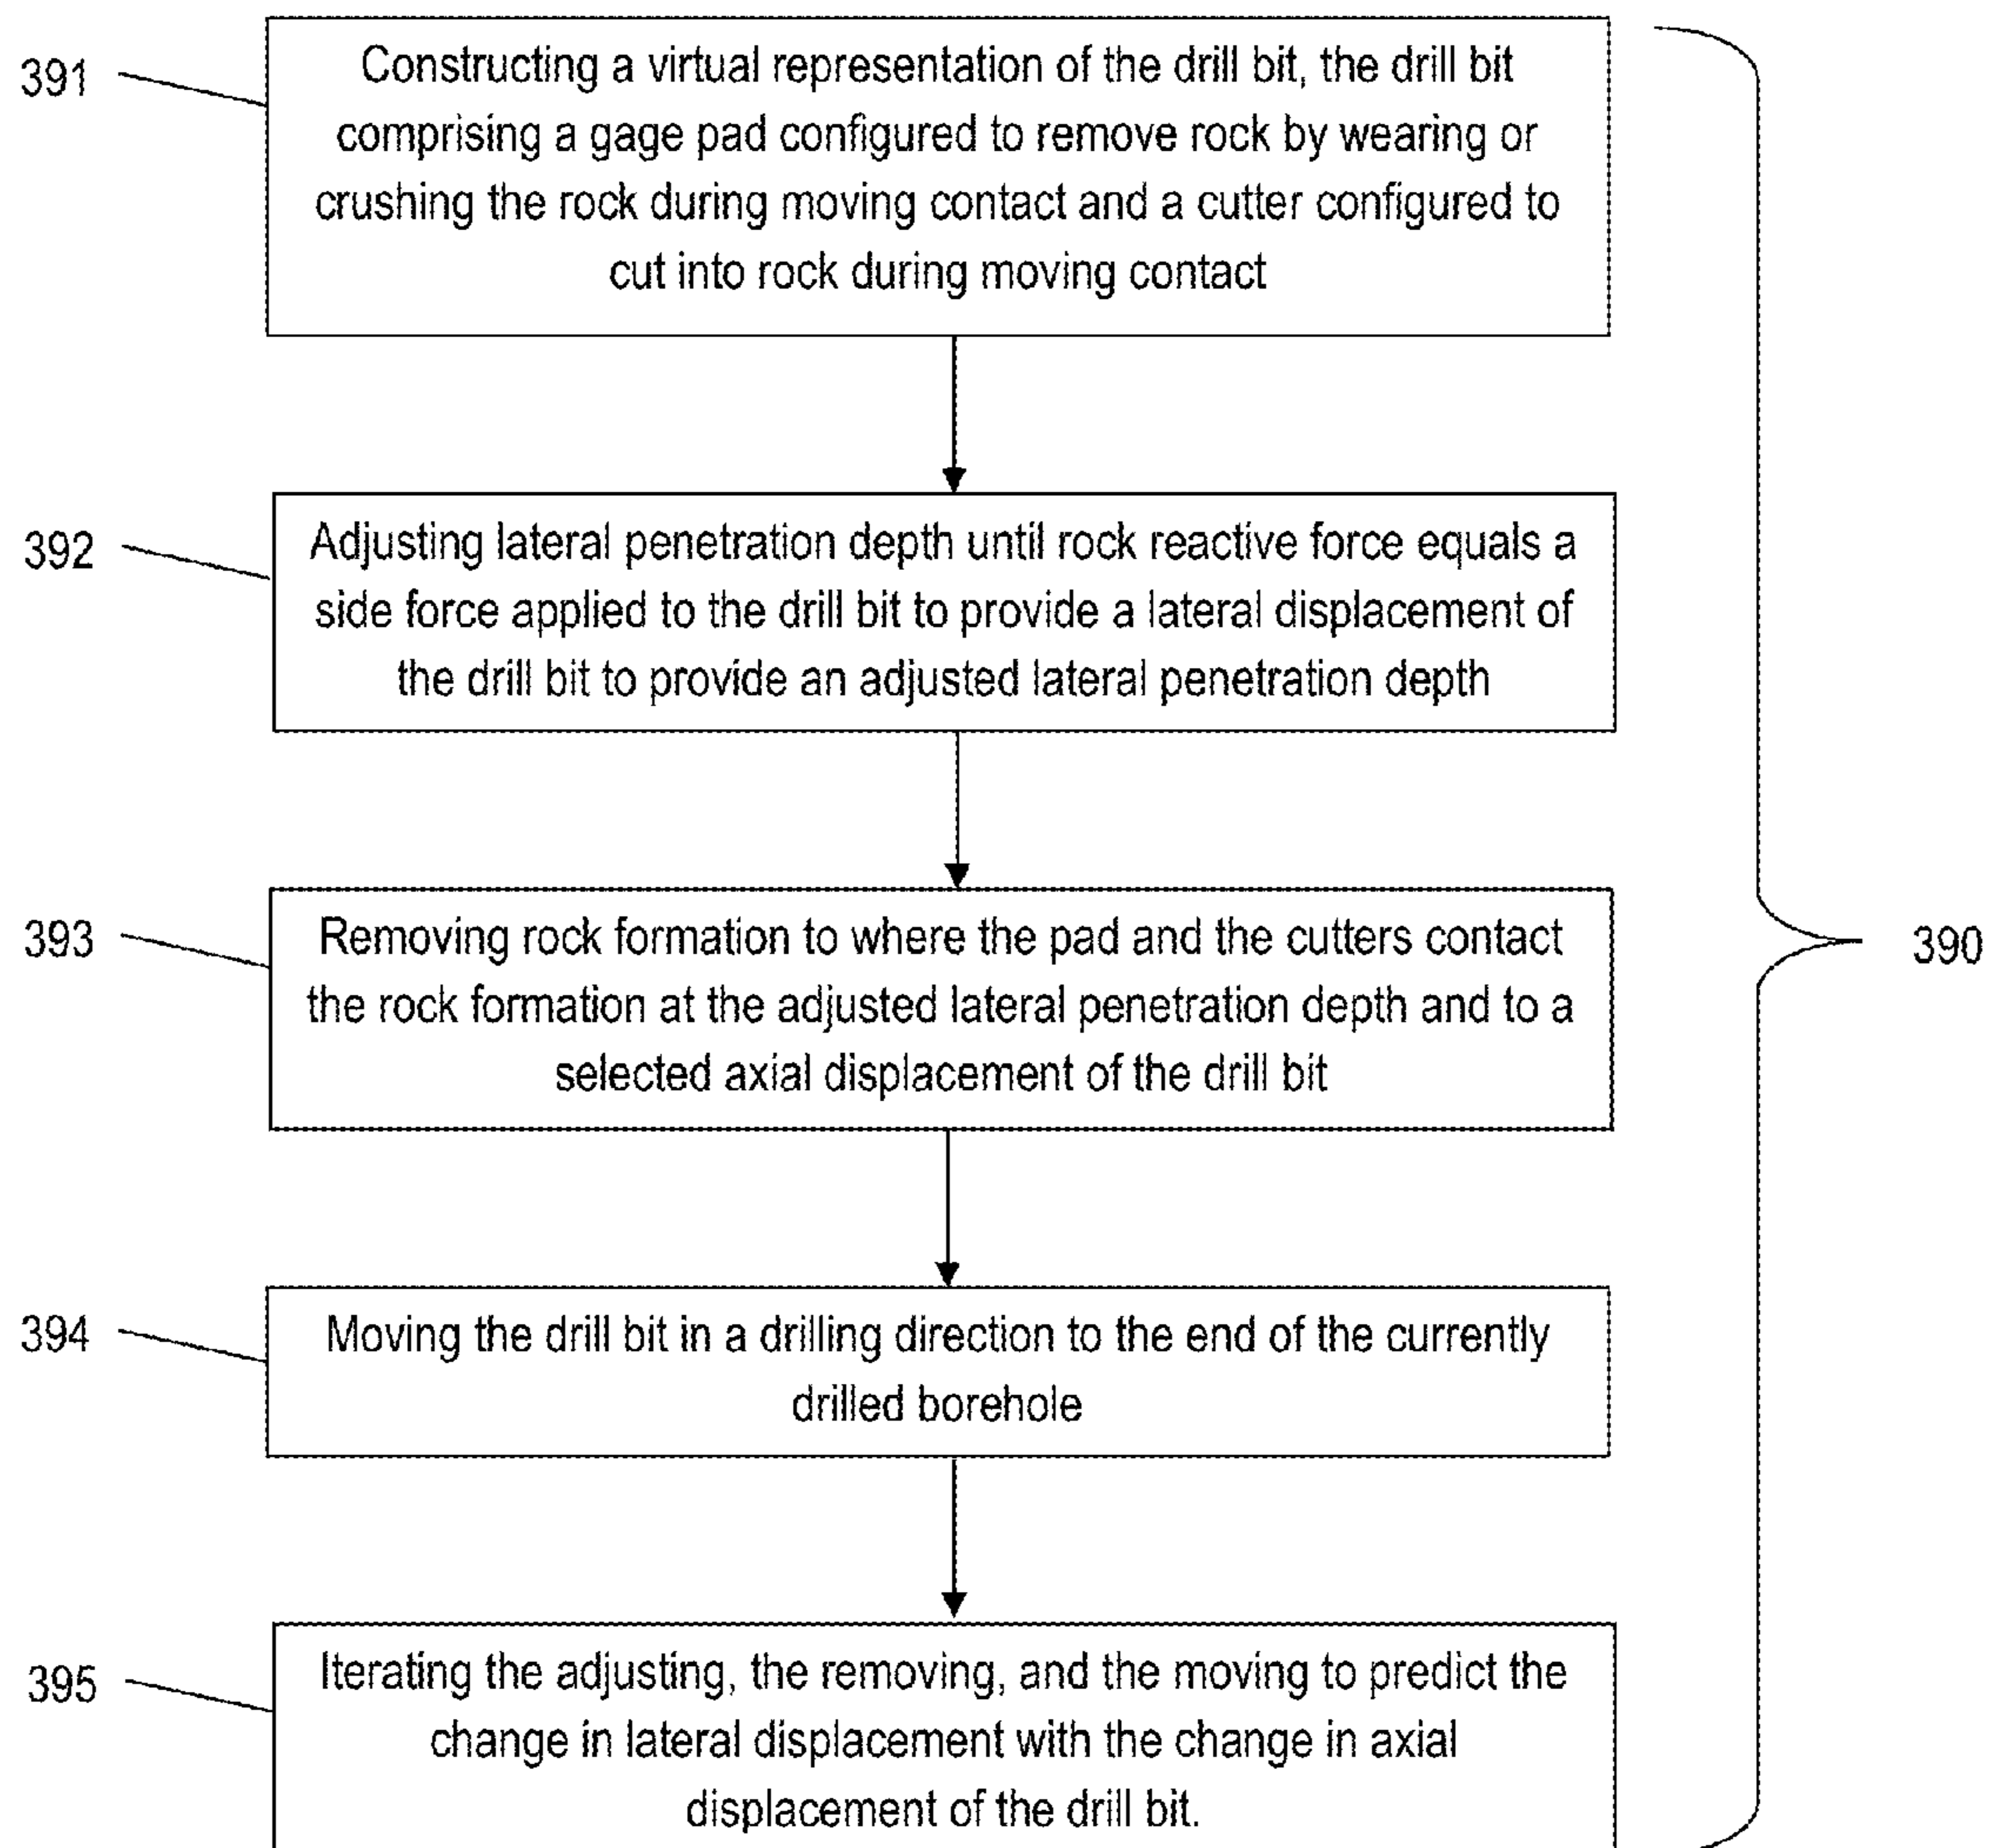 391
Constructing a virtual representation of the drill bit, the drill bit
comprising a gage pad configured to remove rock by wearing or
crushing the rock during moving contact and a cutter configured to
cut into rock during moving contact
392
Adjusting lateral penetration depth until rock reactive force equals a
side force applied to the drill bit to provide a lateral displacement of
the drill bit to provide an adjusted lateral penetration depth
393
Removing rock formation to where the pad and the cutters contact
the rock formation at the adjusted lateral penetration depth and to a
selected axial displacement of the drill bit
390
394
Moving the drill bit in a drilling direction to the end of the currently
drilled borehole
395
Iterating the adjusting, the removing, and the moving to predict the
change in lateral displacement with the change in axial
displacement of the drill bit.